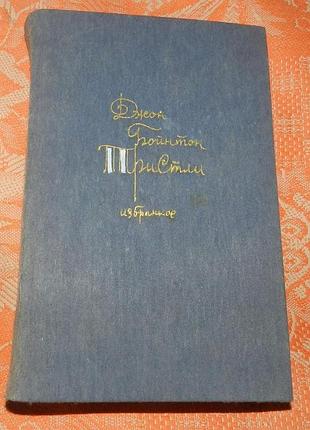 Джон
Бойнтон
Пристли
избранное